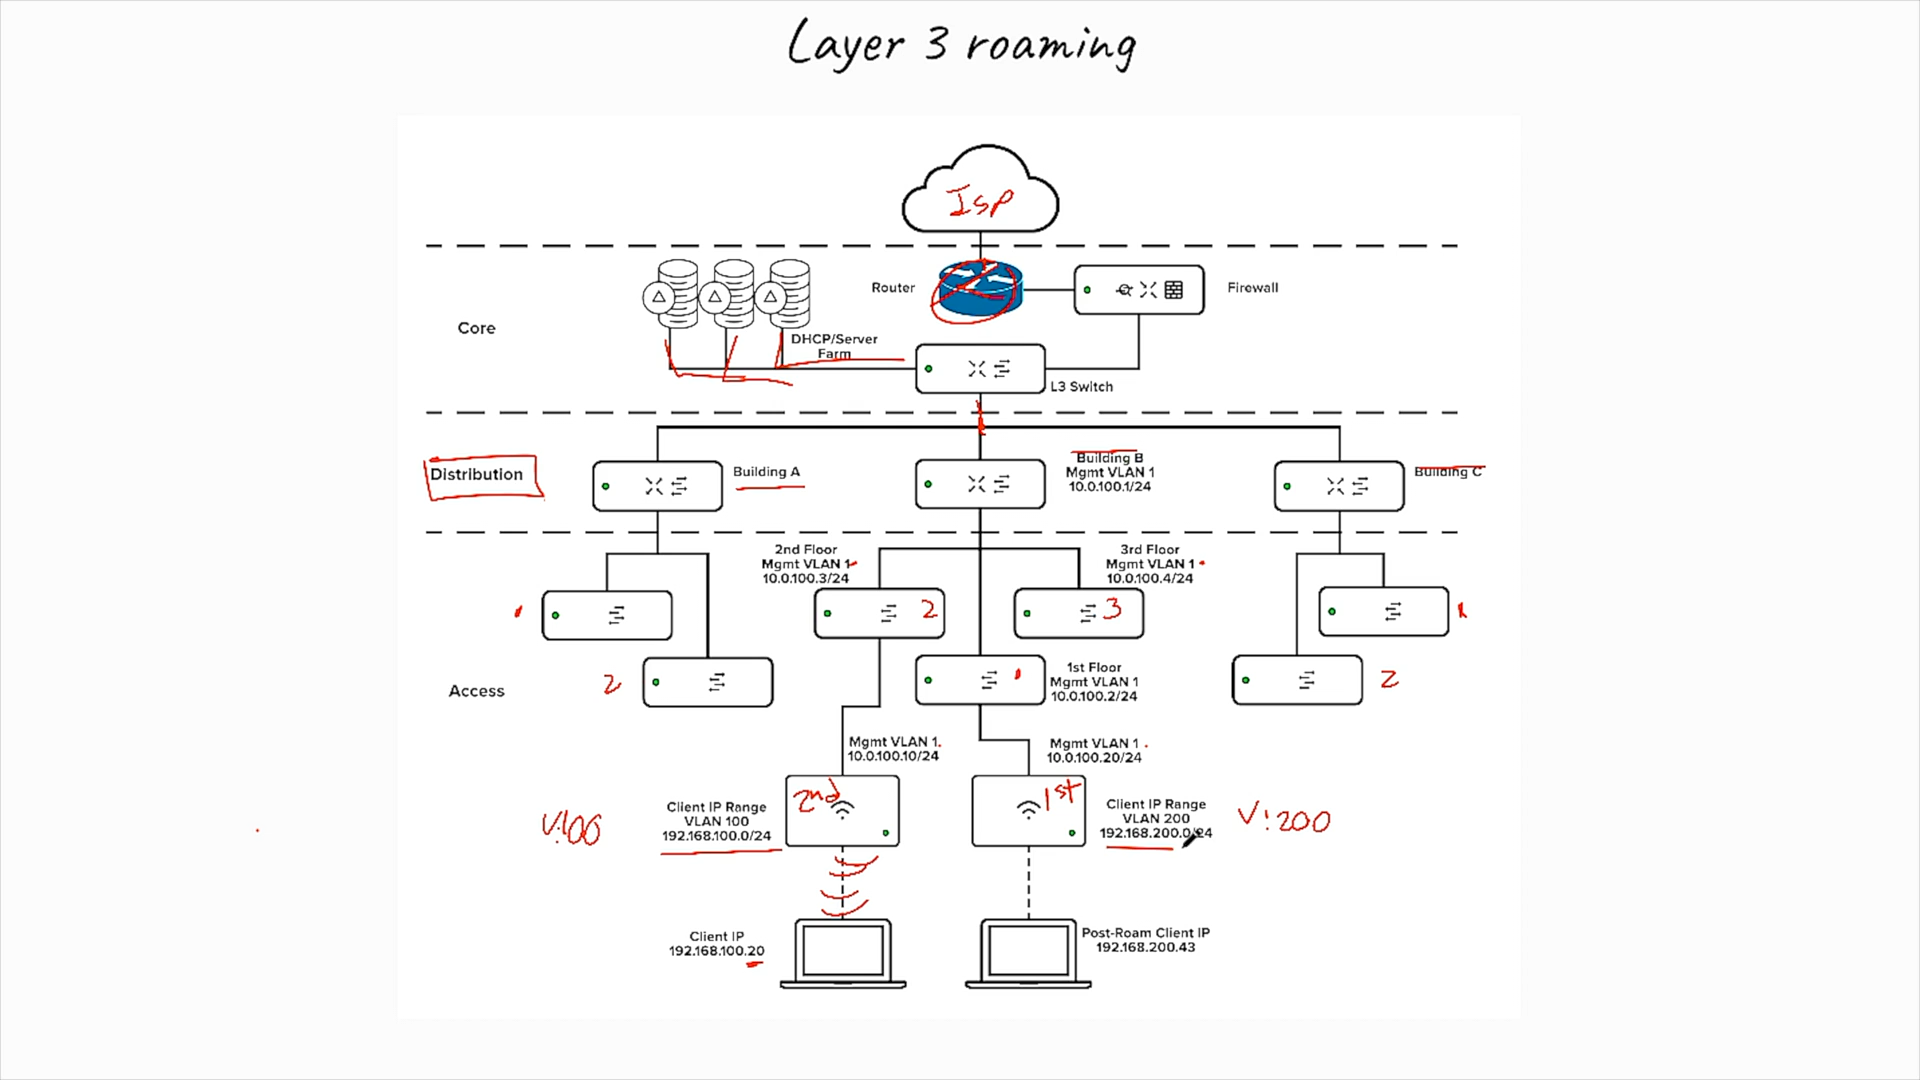 Layer 3 roaming
Isp
Router
Firewall
Core
DHCP/Server
Farm
L3 Switch
Distribution
Building A
Building B
Mgmt VLAN 1
10.0.100.1/24
Building C
2nd Floor
Mgmt VLAN 1
10.0.100.3/24
3rd Floor
Mgmt VLAN 1
10.0.100.4/24
2
3
1
1
1st Floor
Mgmt VLAN 1
10.0.100.2/24
1
2
2
Access
Mgmt VLAN 1
10.0.100.10/24
Mgmt VLAN 1
10.0.100.20/24
2nd
1st
V:100
Client IP Range
VLAN 100
192.168.100.0/24
Client IP Range
VLAN 200
192.168.200.0/24
V:200
Client IP
192.168.100.20
Post-Roam Client IP
192.168.200.43